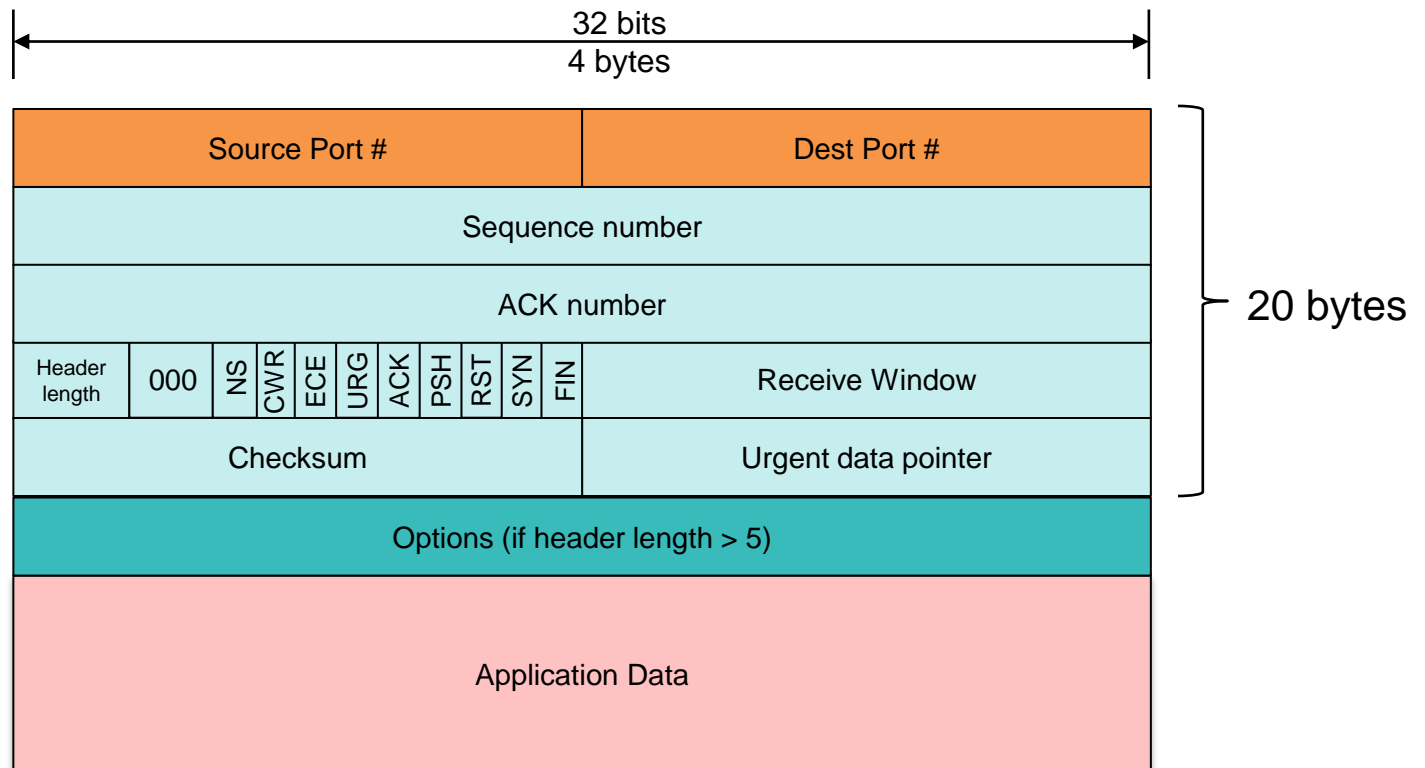 32 bits
4 bytes
Source Port #
Dest Port #
Sequence number
ACK number
20 bytes
Header
length
000
NS
CWR
ECE
URG
ACK
PSH
RST
SYN
FIN
Receive Window
Checksum
Urgent data pointer
Options (if header length > 5)
Application Data